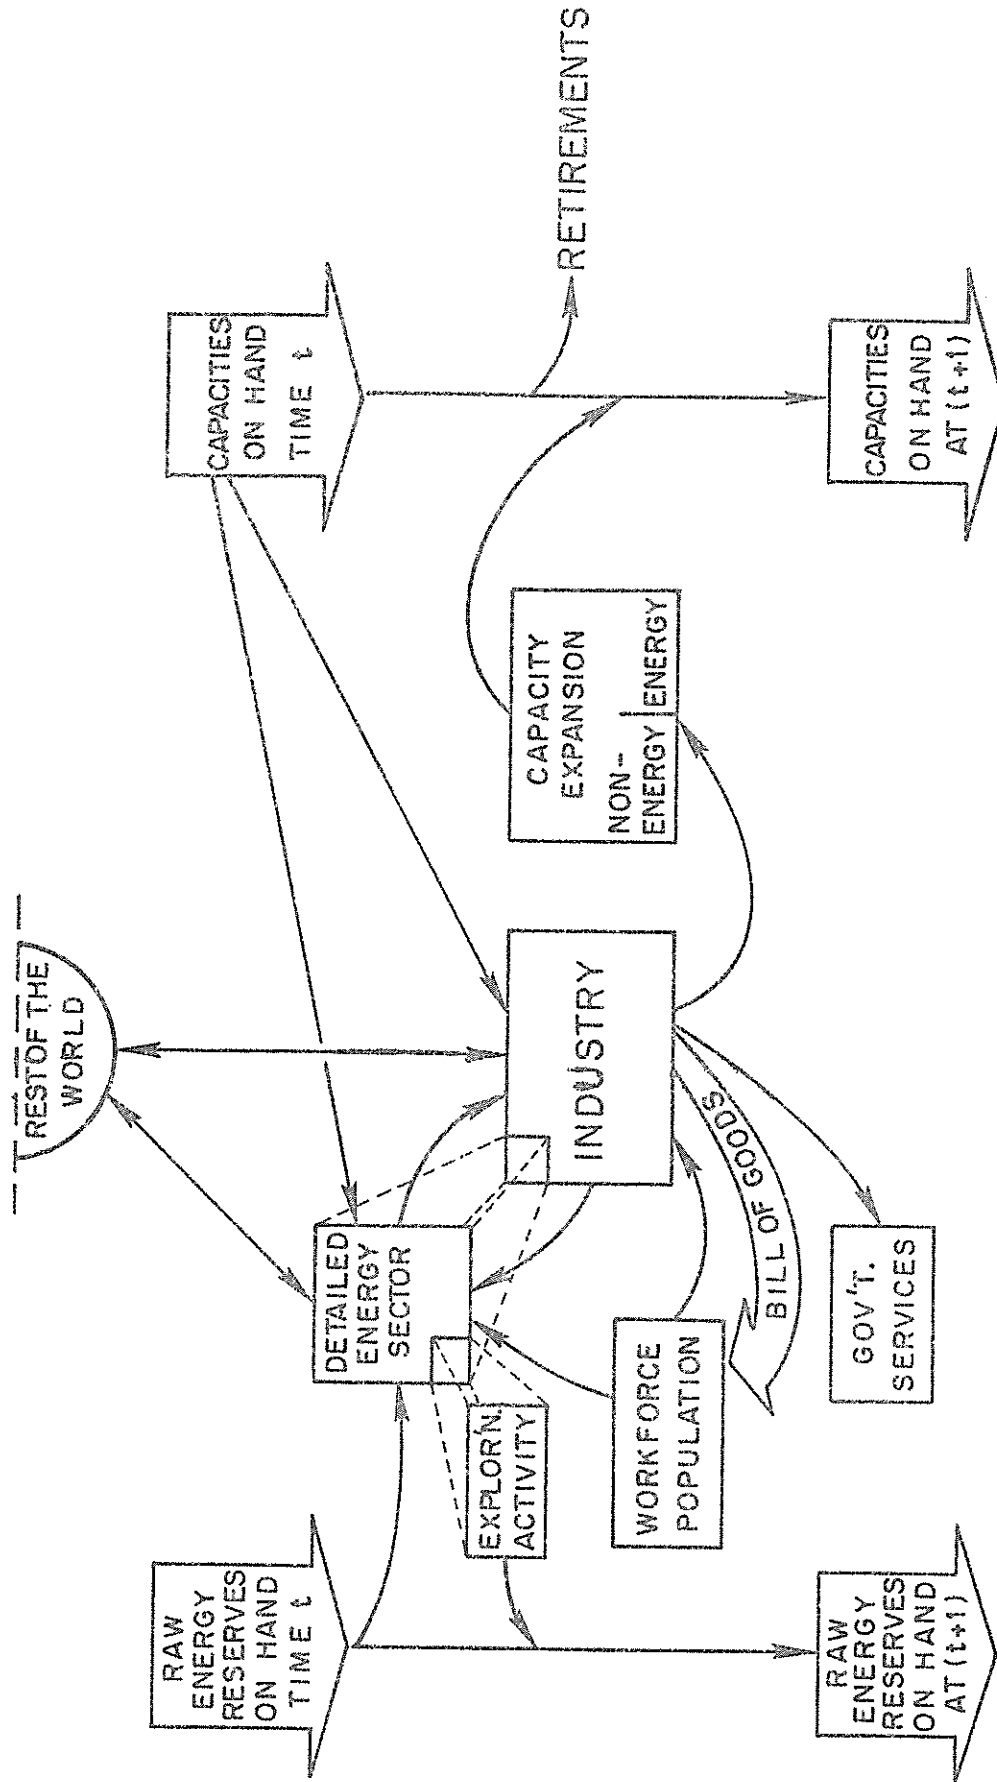 REST OF THE
WORLD
RAW
ENERGY
RESERVES
ON HAND
TIME t
DETAILED
ENERGY
SECTOR
CAPACITIES
ON HAND
TIME t
EXPLOR'N.
ACTIVITY
INDUSTRY
CAPACITY
EXPANSION
NON-
ENERGY
ENERGY
RETIREMENTS
WORKFORCE
POPULATION
BILL OF GOODS
RAW
ENERGY
RESERVES
ON HAND
AT (t+1)
GOV'T.
SERVICES
CAPACITIES
ON HAND
AT (t+1)